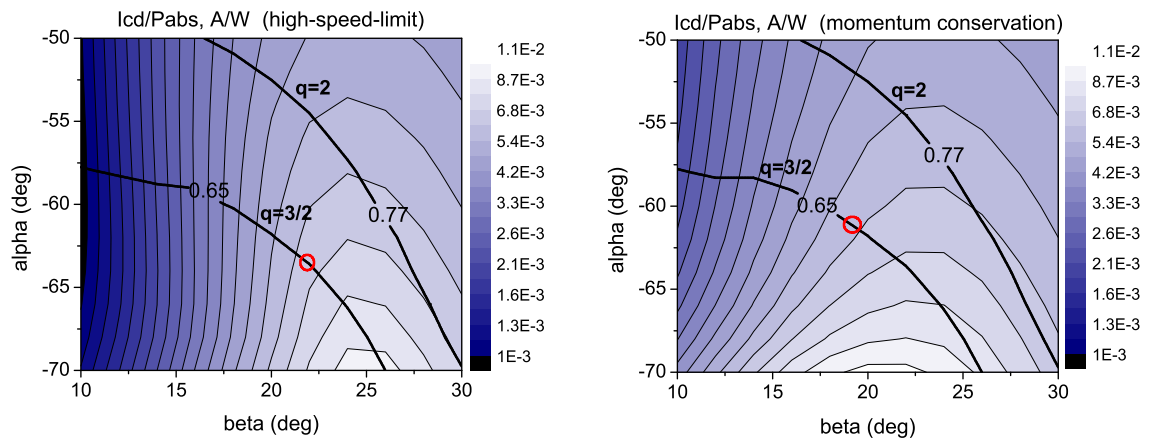 Icd/Pabs, A/W (high-speed-limit)
-50
-55
-60
-65
-70
alpha (deg)
q=2
0.77
0.65
q=3/2
10
15
20
25
30
beta (deg)
1.1E-2
8.7E-3
6.8E-3
5.4E-3
4.2E-3
3.3E-3
2.6E-3
2.1E-3
1.6E-3
1.3E-3
1E-3
Icd/Pabs, A/W (momentum conservation)
-50
-55
-60
-65
-70
alpha (deg)
q=2
0.77
q=3/2
0.65
10
15
20
25
30
beta (deg)
1.1E-2
8.7E-3
6.8E-3
5.4E-3
4.2E-3
3.3E-3
2.6E-3
2.1E-3
1.6E-3
1.3E-3
1E-3